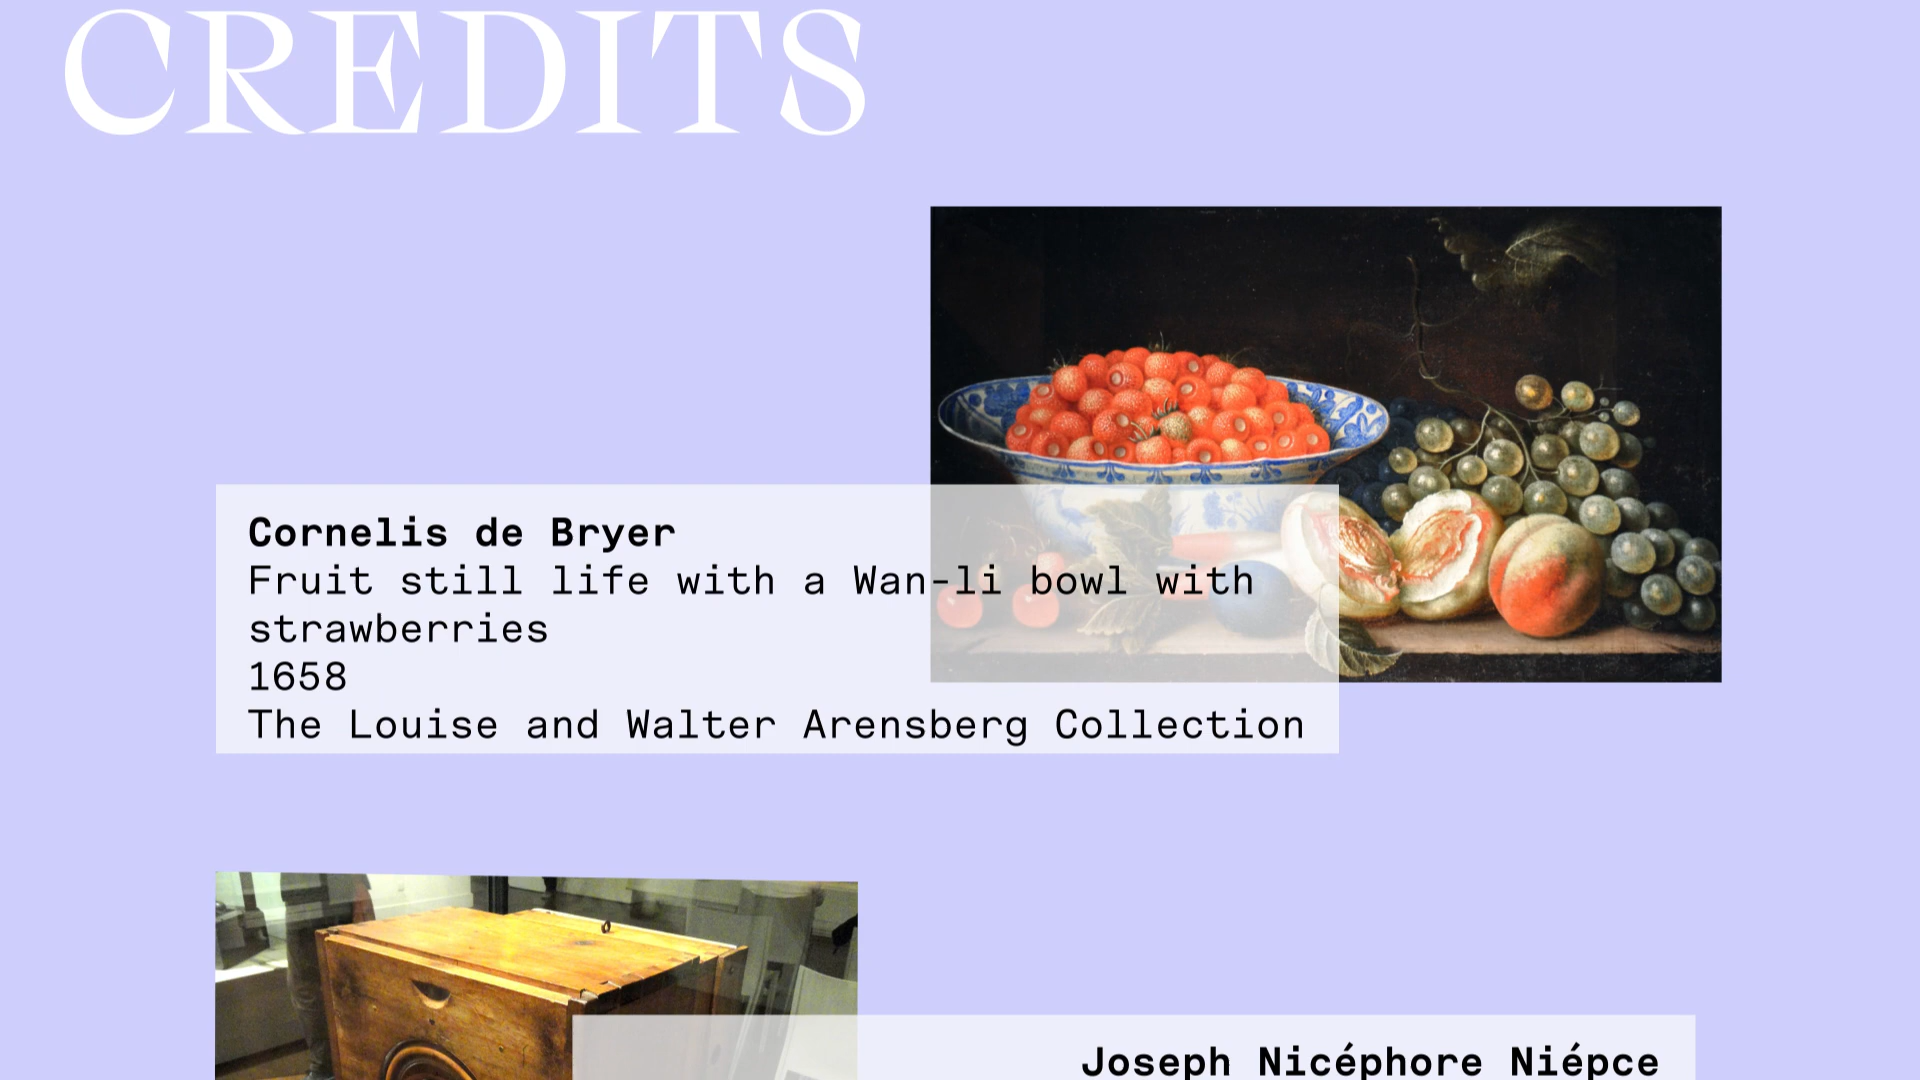 CREDITS
Cornelis de Bryer
Fruit still life with a Wan-li bowl with
strawberries
1658
The Louise and Walter Arensberg Collection
Joseph Nicéphore Niépce